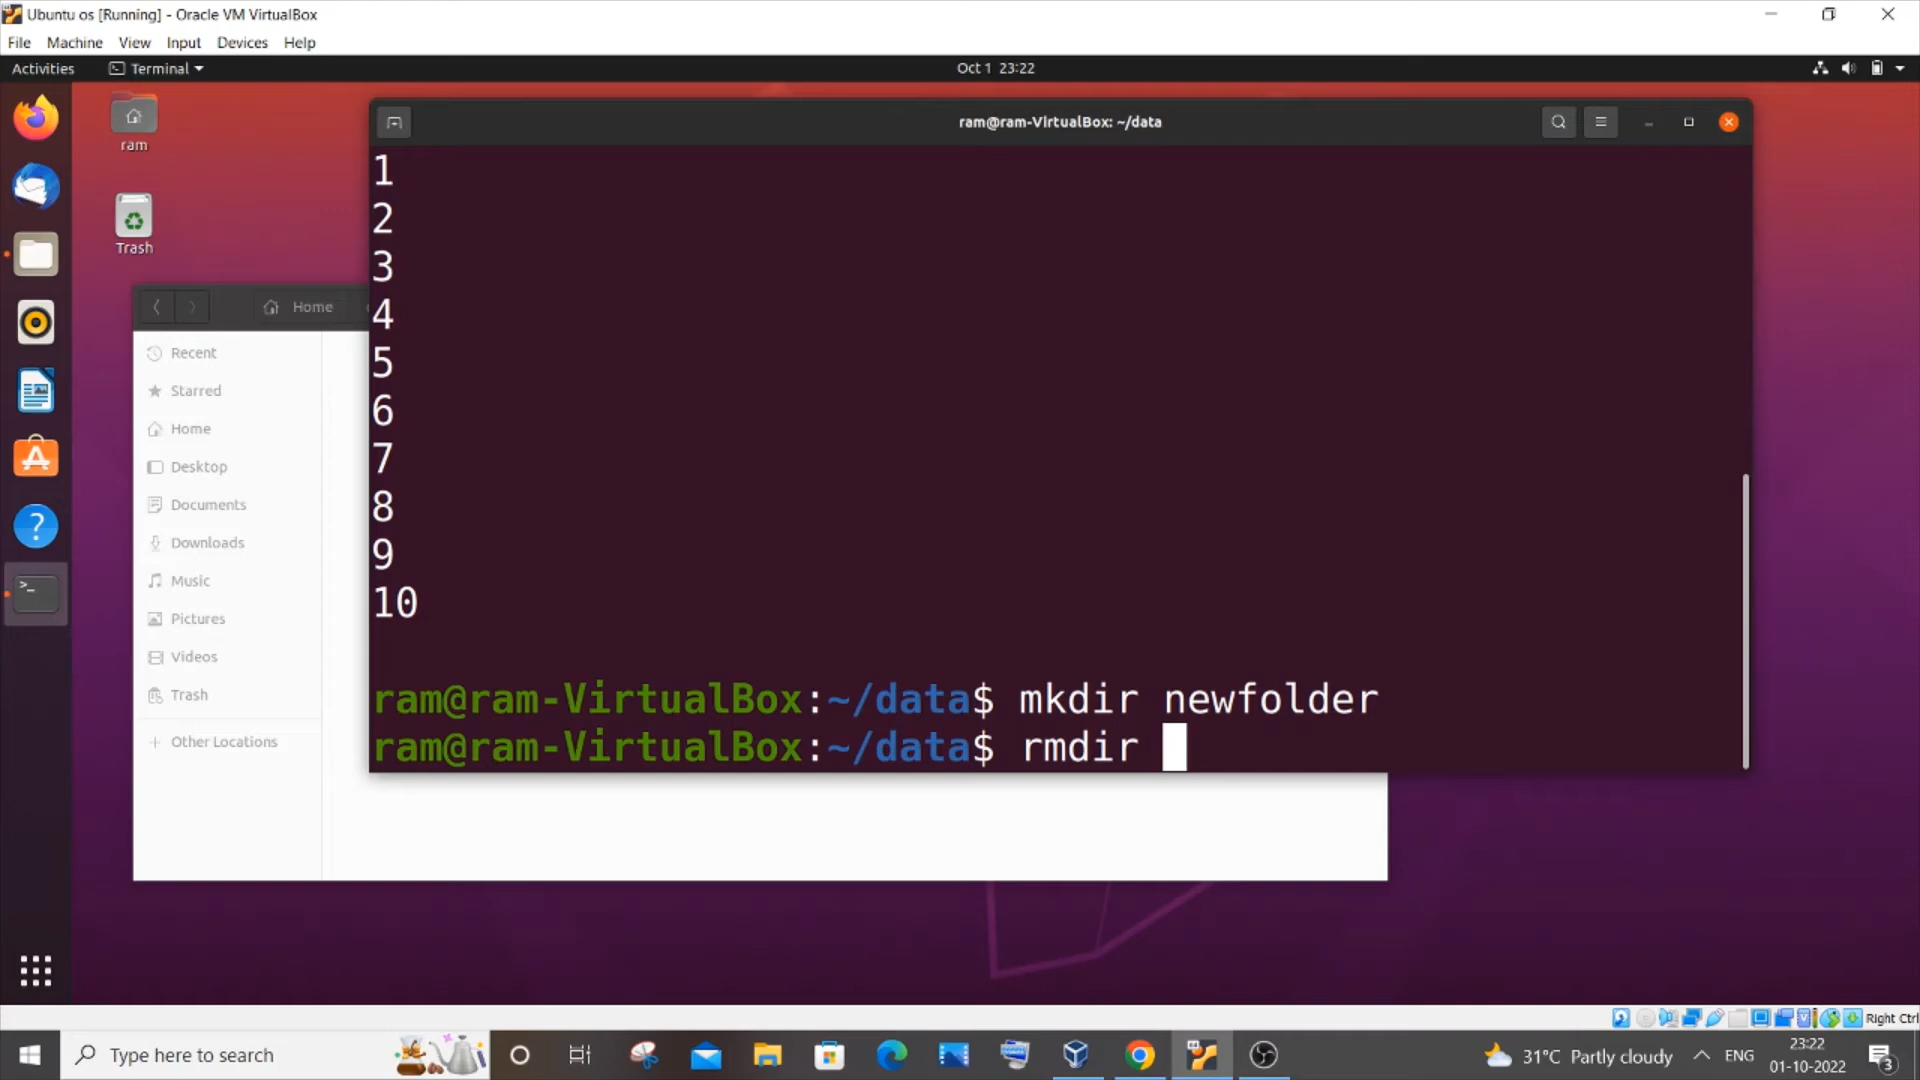 Ubuntu os [Running] - Oracle VM VirtualBox
File Machine View Input Devices Help
Activities Terminal Oct 1 23:22
ram
Trash
ram@ram-VirtualBox: ~/data
Home
Recent
Starred
Home
Desktop
Documents
Downloads
Music
Pictures
Videos
Trash
+ Other Locations
1
2
3
4
5
6
7
8
9
10
ram@ram-VirtualBox:~/data$ mkdir newfolder
ram@ram-VirtualBox:~/data$ rmdir
Right Ctrl
Type here to search
31°C Partly cloudy
ENG
23:22
01-10-2022
3